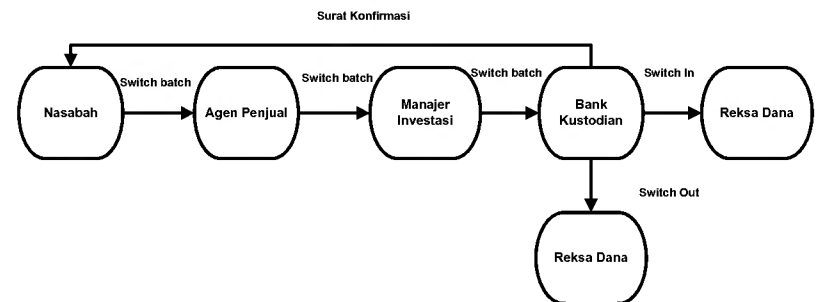 Surat Konfirmasi
Nasabah
Switch batch
Agen Penjual
Switch batch
Manajer
Investasi
Switch batch
Bank
Kustodian
Switch In
Reksa Dana
Switch Out
Reksa Dana